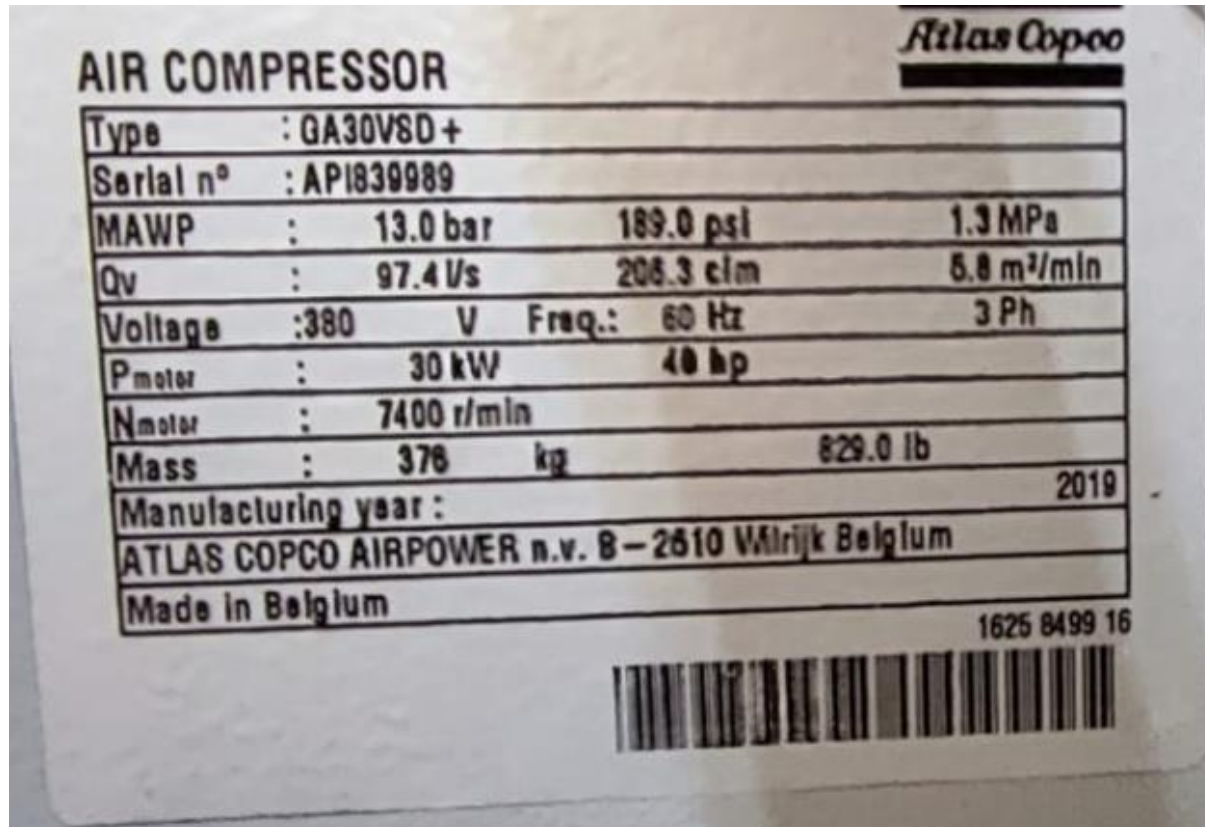 Atlas Copco
AIR COMPRESSOR
Type : GA30VSD+
Serial nº : API839989
MAWP : 13.0 bar 189.0 psi 1.3 MPa
Qv : 97.4 l/s 206.3 cfm 5.8 m³/min
Voltage :380 V Freq.: 60 Hz 3 Ph
Pmotor : 30 kW 40 hp
Nmotor : 7400 r/min
Mass : 376 kg 829.0 lb
Manufacturing year : 2019
ATLAS COPCO AIRPOWER n.v. B-2610 Wilrijk Belgium
Made in Belgium
1625 8499 16